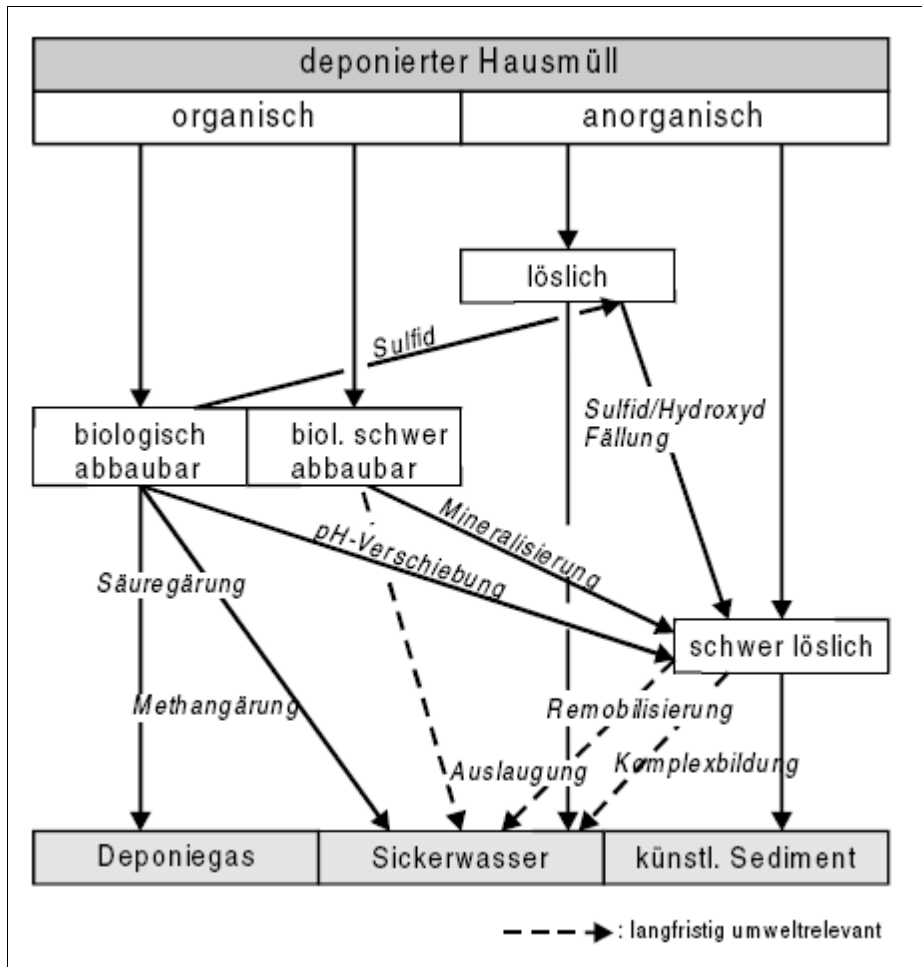 deponierter Hausmüll
organisch
anorganisch
löslich
Sulfid
Sulfid/Hydroxyd
Fällung
biologisch
abbaubar
biol. schwer
abbaubar
Mineralisierung
pH-Verschiebung
Säuregärung
schwer löslich
Methangärung
Remobilisierung
Auslaugung
Komplexbildung
Deponiegas
Sickerwasser
künstl. Sediment
: langfristig umweltrelevant